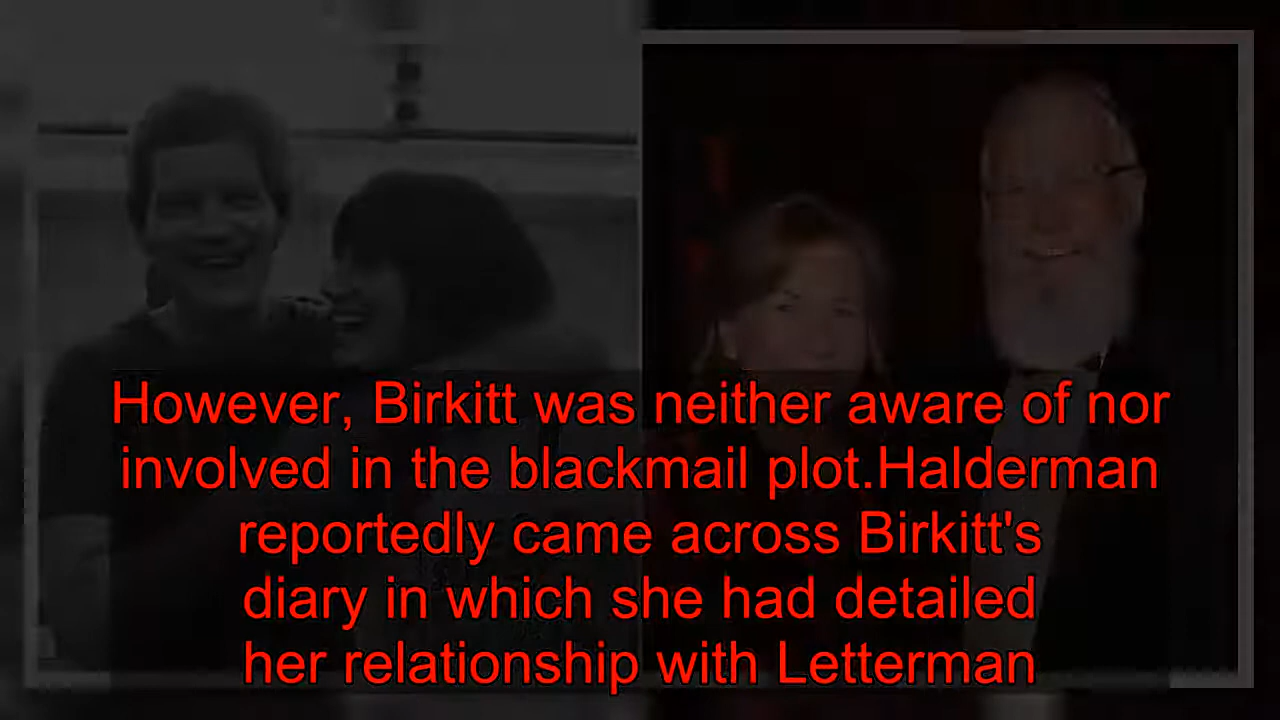 However, Birkitt was neither aware of nor
involved in the blackmail plot.Halderman
reportedly came across Birkitt's
diary in which she had detailed
her relationship with Letterman